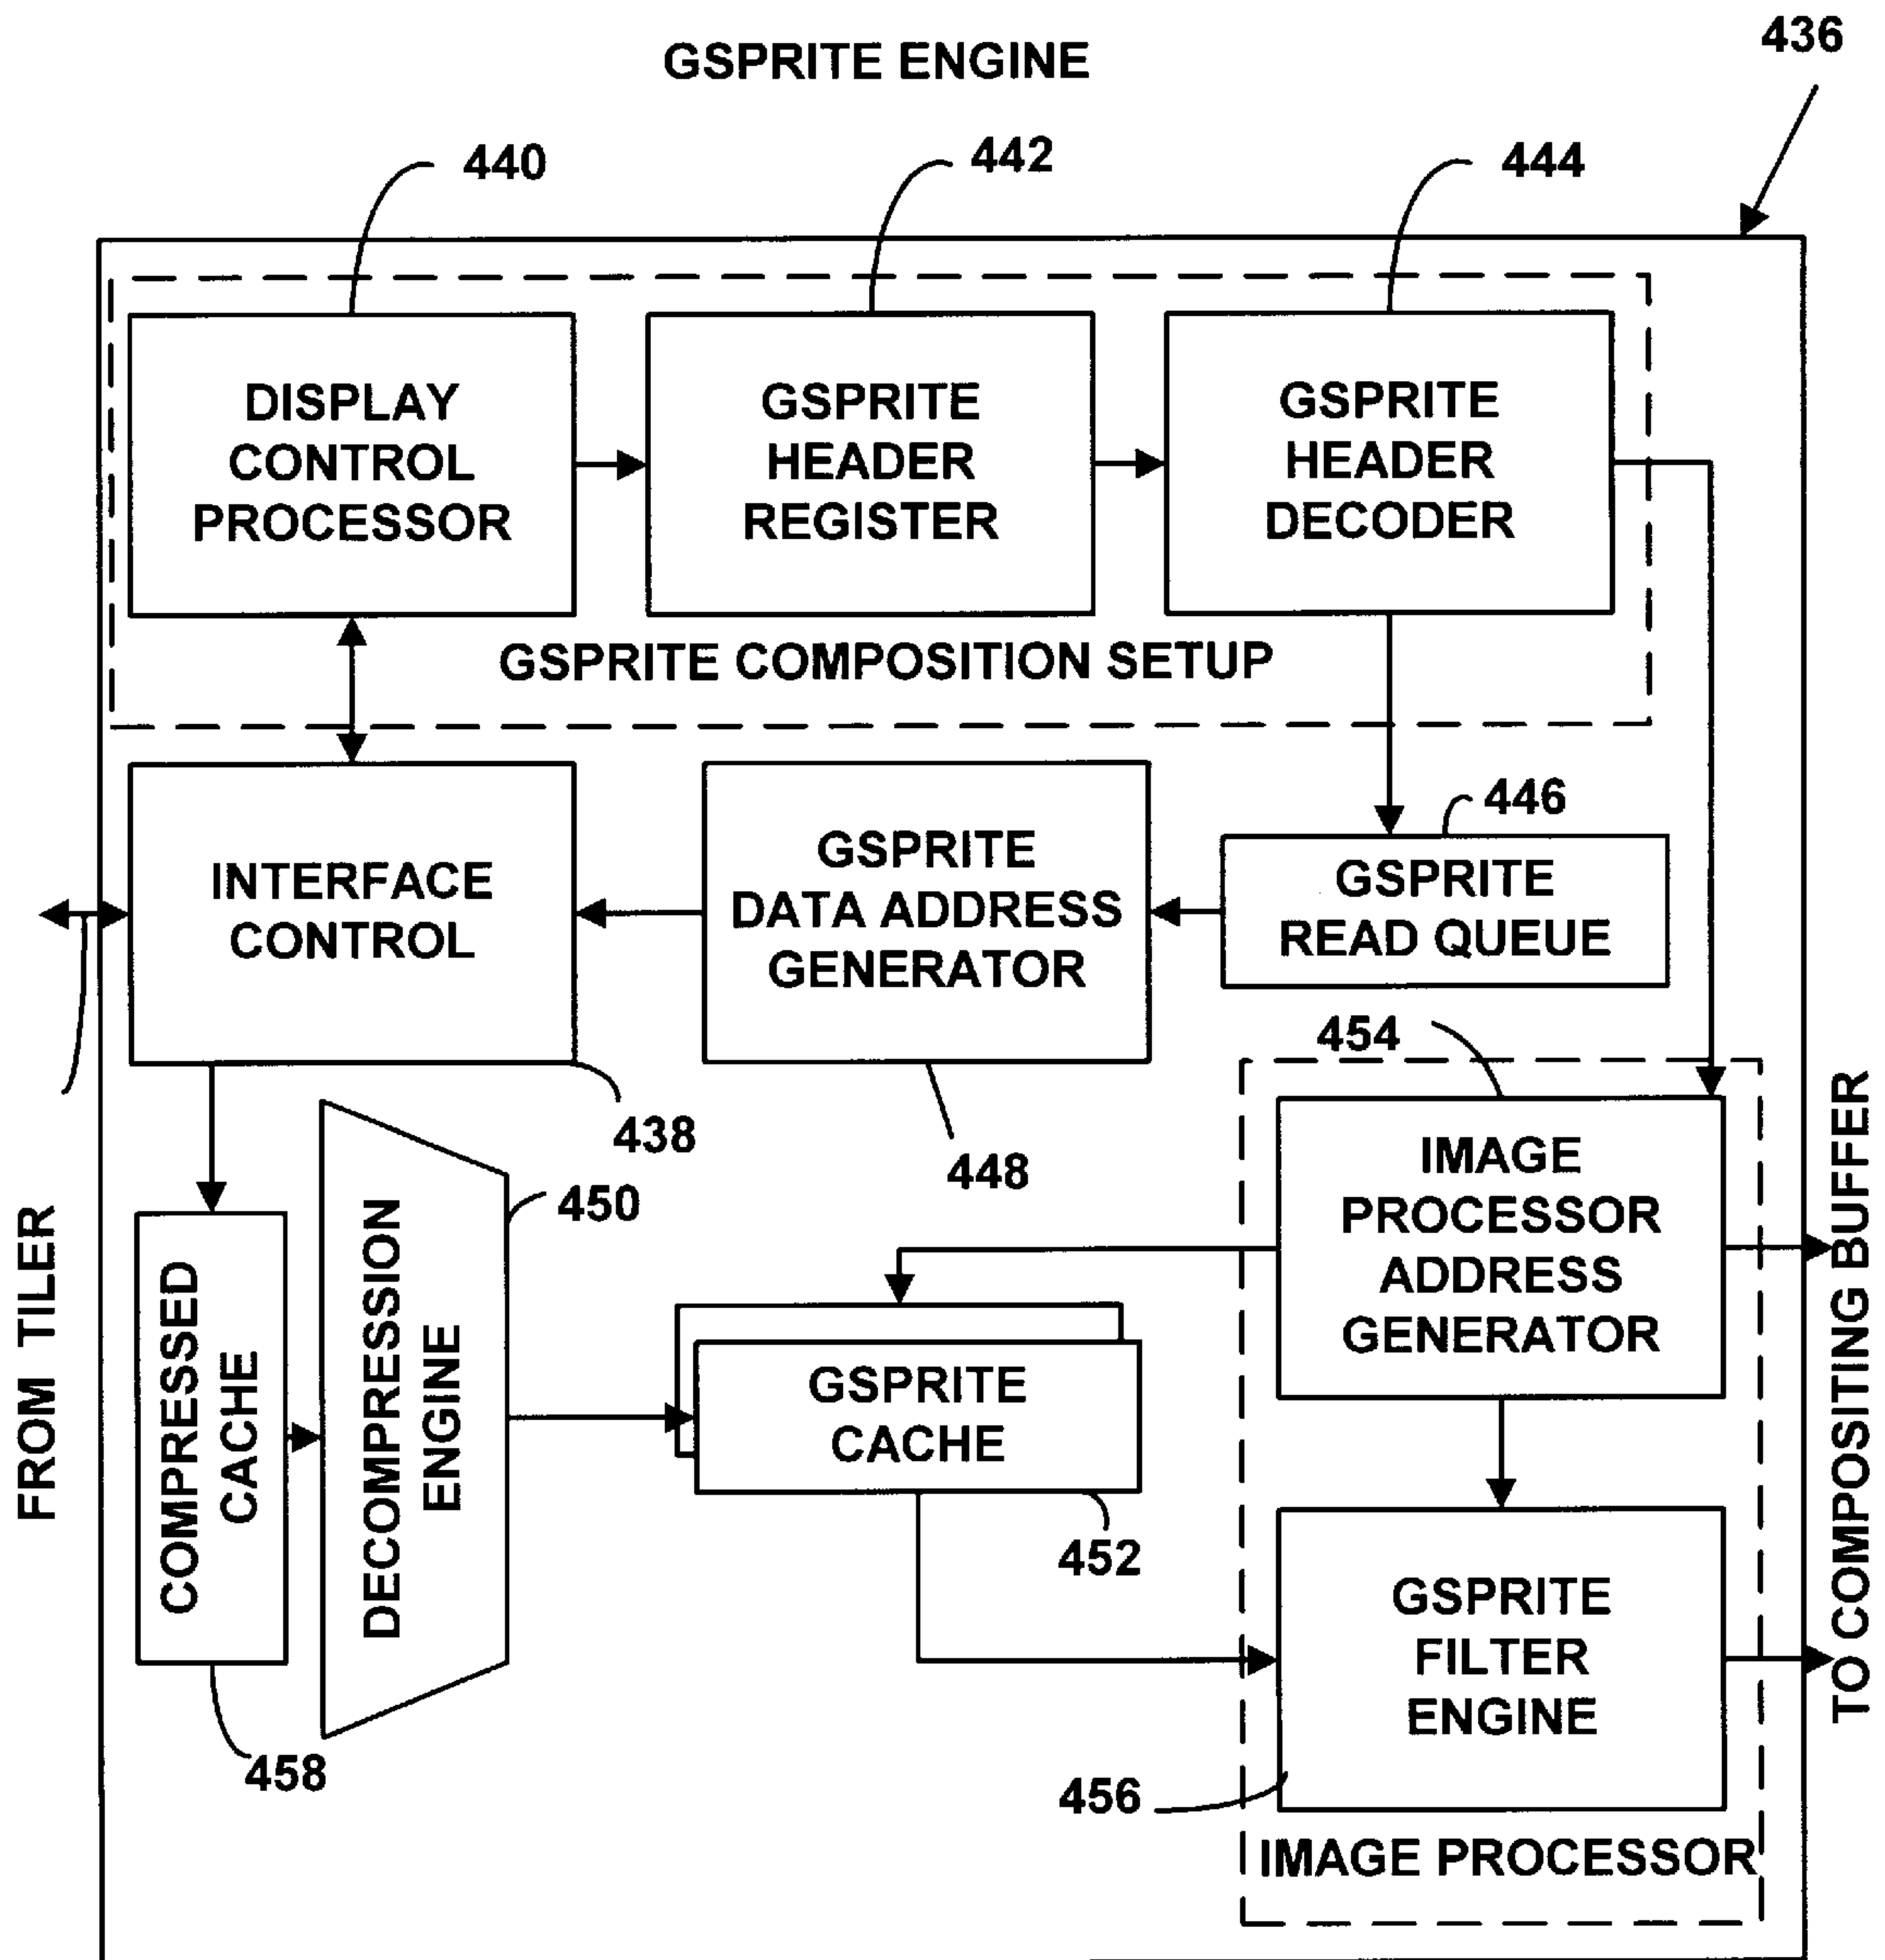 GSPRITE ENGINE
436
440
442
444
DISPLAY
CONTROL
PROCESSOR
GSPRITE
HEADER
REGISTER
GSPRITE
HEADER
DECODER
GSPRITE COMPOSITION SETUP
446
INTERFACE
CONTROL
GSPRITE
DATA ADDRESS
GENERATOR
GSPRITE
READ QUEUE
438
448
454
FROM TILER
COMPRESSED
CACHE
458
DECOMPRESSION
ENGINE
450
GSPRITE
CACHE
452
IMAGE
PROCESSOR
ADDRESS
GENERATOR
GSPRITE
FILTER
ENGINE
456
IMAGE PROCESSOR
TO COMPOSITING BUFFER